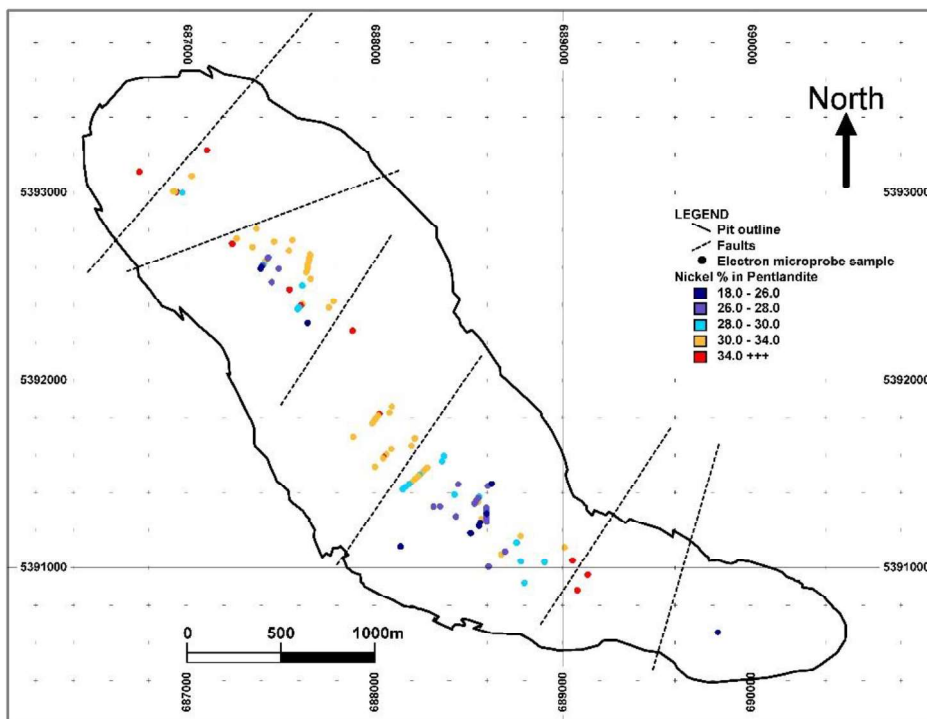 687000
688000
689000
690000
North
5393000
5393000
LEGEND
Pit outline
Faults
Electron microprobe sample
Nickel % in Pentlandite
18.0 - 26.0
26.0 - 28.0
28.0 - 30.0
30.0 - 34.0
34.0 +++
5392000
5392000
5391000
5391000
0 500 1000m
687000
688000
689000
690000